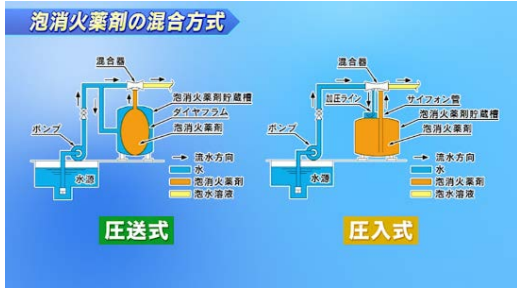 泡消火薬剤の混合方式
混合器
泡消火薬剤貯蔵槽
ダイヤフラム
泡消火薬剤
ポンプ
水源
流水方向
水
泡消火薬剤
泡水溶液
圧送式
混合器
加圧ライン
サイフォン管
泡消火薬剤貯蔵槽
泡消火薬剤
ポンプ
水源
流水方向
水
泡消火薬剤
泡水溶液
圧入式